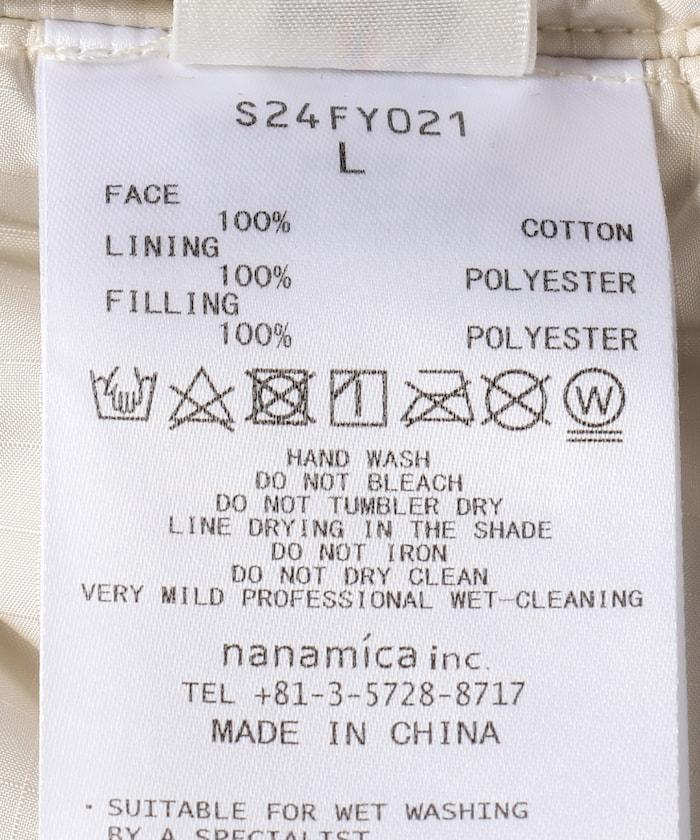 S24FY021
L
FACE
100% COTTON
LINING
100% POLYESTER
FILLING
100% POLYESTER
W
HAND WASH
DO NOT BLEACH
DO NOT TUMBLER DRY
LINE DRYING IN THE SHADE
DO NOT IRON
DO NOT DRY CLEAN
VERY MILD PROFESSIONAL WET-CLEANING
nanamíca inc.
TEL +81-3-5728-8717
MADE IN CHINA
· SUITABLE FOR WET WASHING
BY A SPECIALIST